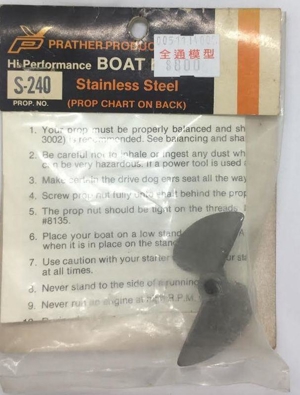 PRATHER PRODUC
Hi Performance BOAT
S-240
PROP. NO.
Stainless Steel
(PROP CHART ON BACK)
全通模型
$800
1. Your prop must be properly balanced and sh
3002) is recommended. See balancing and sha
2. Be careful not to inhale or ingest any dust wh
can be very hazardous. If a power tool is used
3. Make certain the drive dog ears seat all the way
4. Screw prop nut fully onto shaft behind the prop
5. The prop nut should be tight on the threads.
#8135.
6. Place your boat on a low stand
when it is in place on the stand
7. Use caution with your starter
at all times.
8. Never stand to the side of a running
9. Never run an engine at R.P.M.
10.